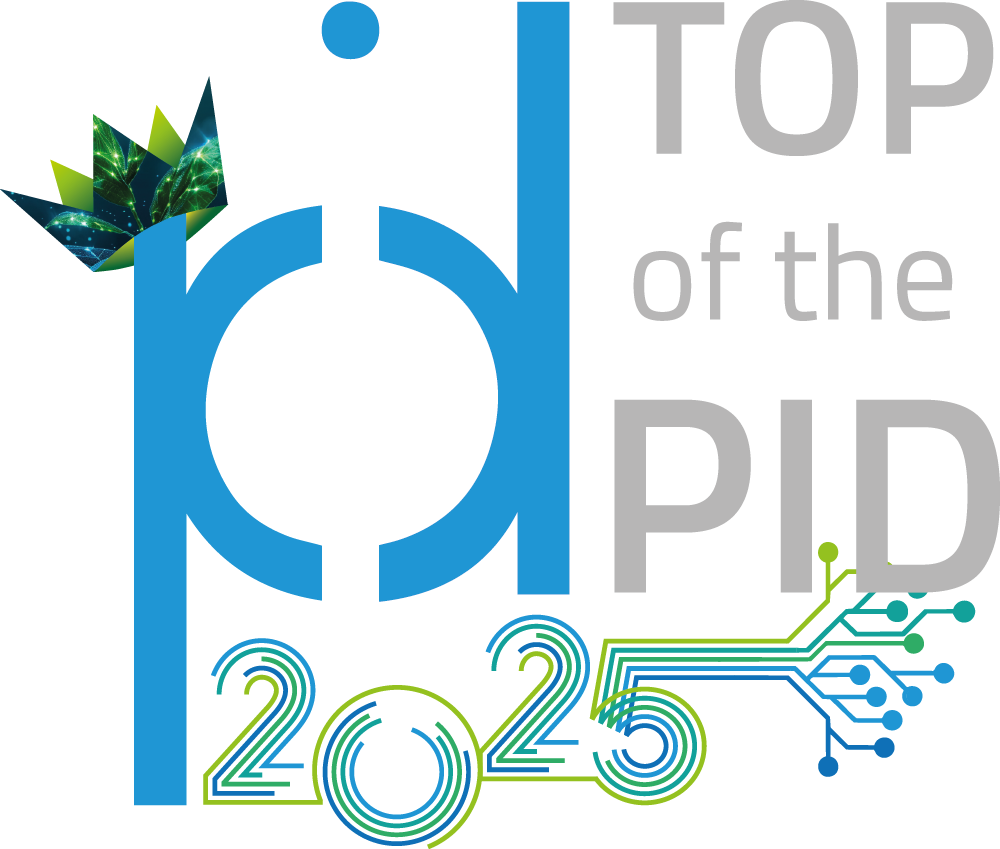 pid
TOP
of the
PID
2025